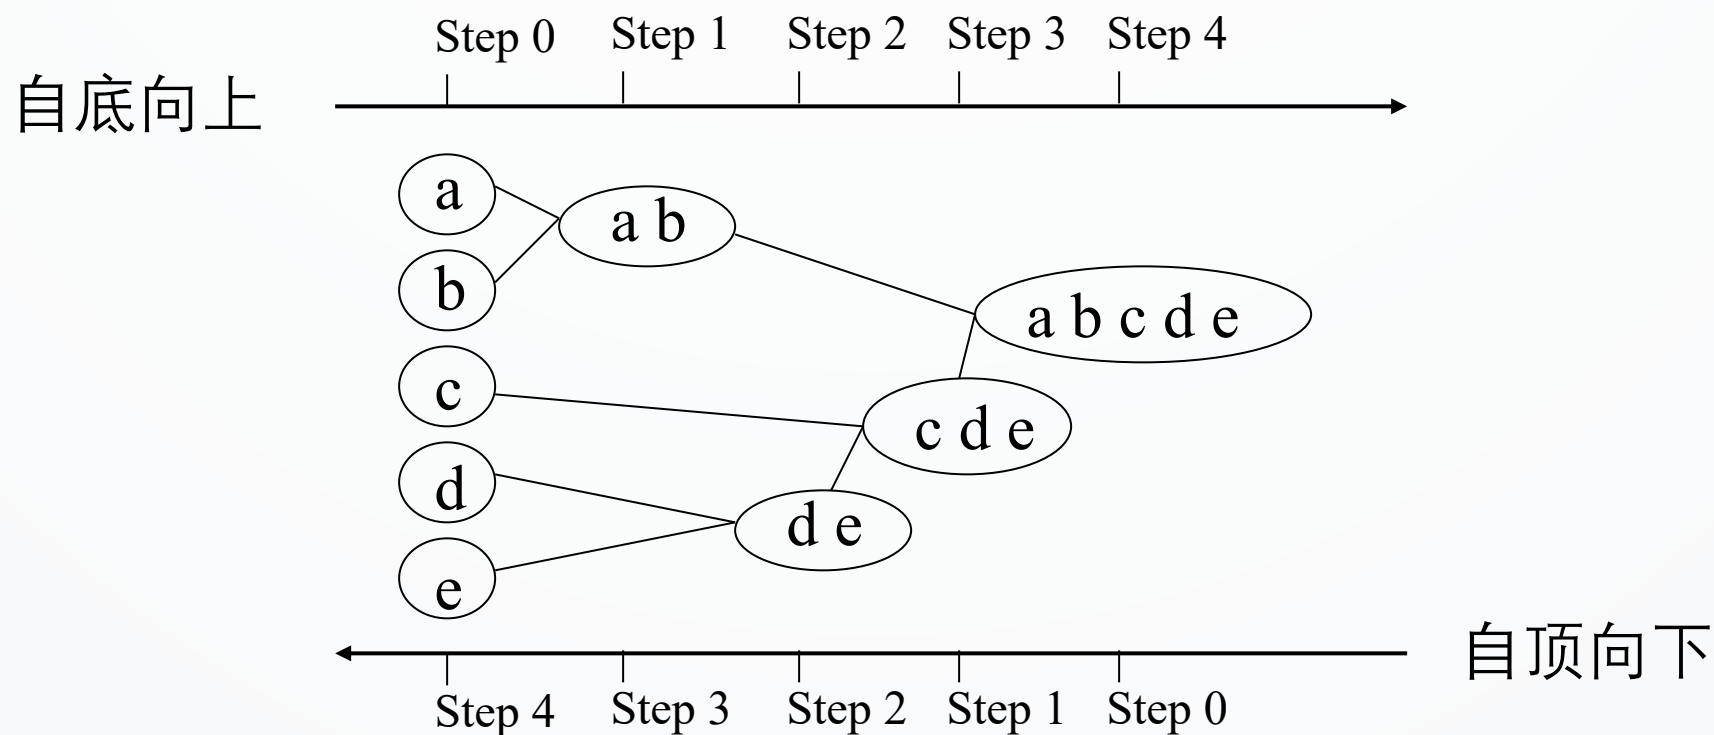 Step 0 Step 1 Step 2 Step 3 Step 4
自底向上
a
a b
b
a b c d e
c
c d e
d
d e
e
自顶向下
Step 4 Step 3 Step 2 Step 1 Step 0